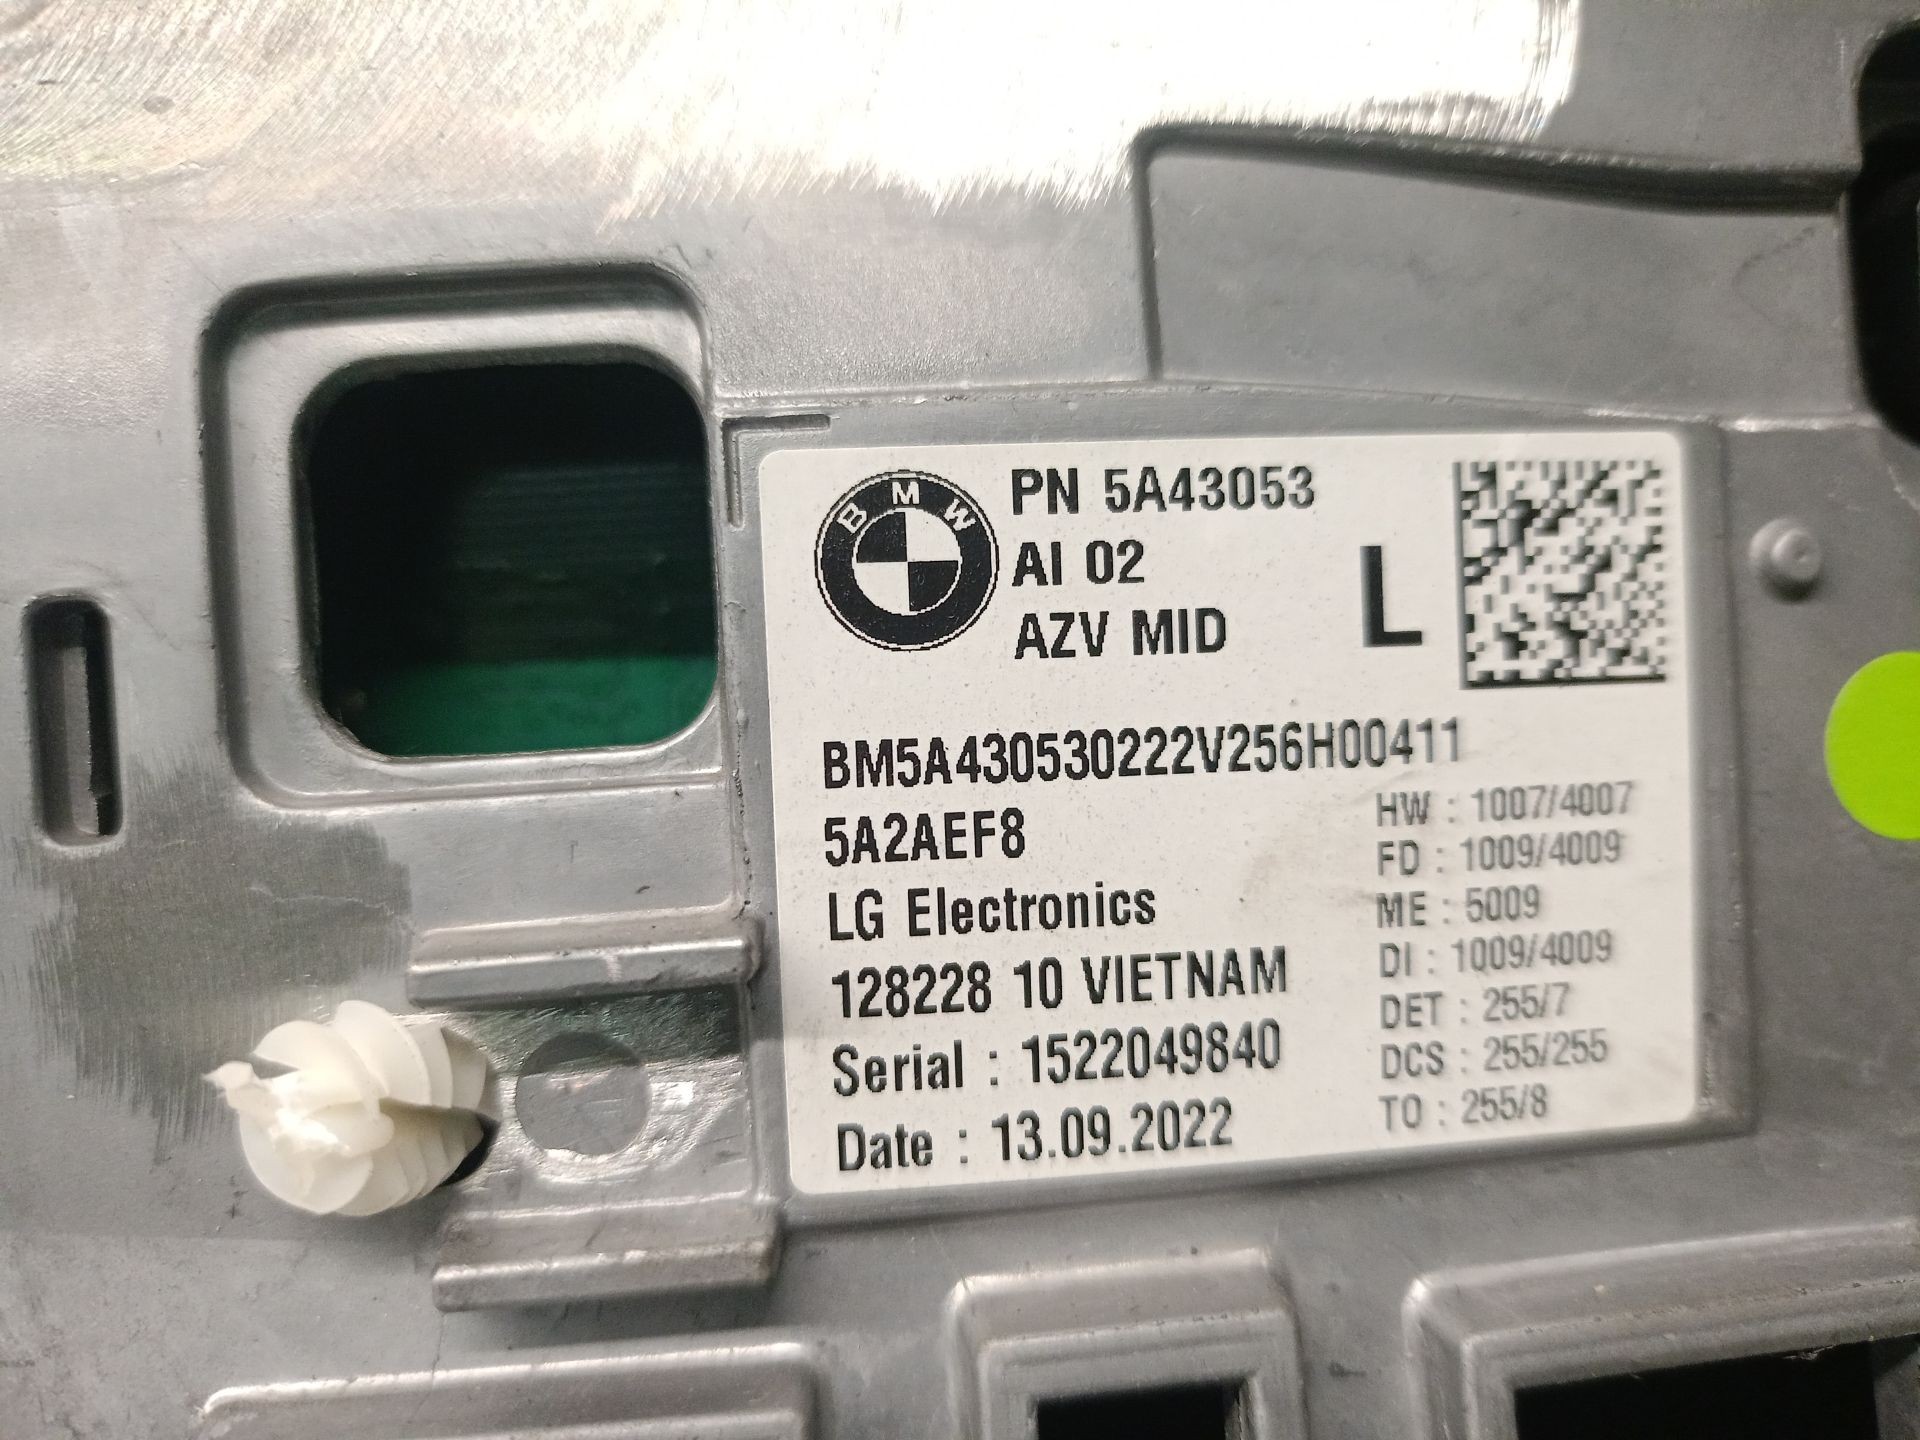 BMW
PN 5A43053
AI 02
AZV MID
L
BM5A430530222V256H00411
5A2AEF8
LG Electronics
128228 10 VIETNAM
Serial : 1522049840
Date : 13.09.2022
HW : 1007/4007
FD : 1009/4009
ME : 5009
DI : 1009/4009
DET : 255/7
DCS : 255/255
TO : 255/8